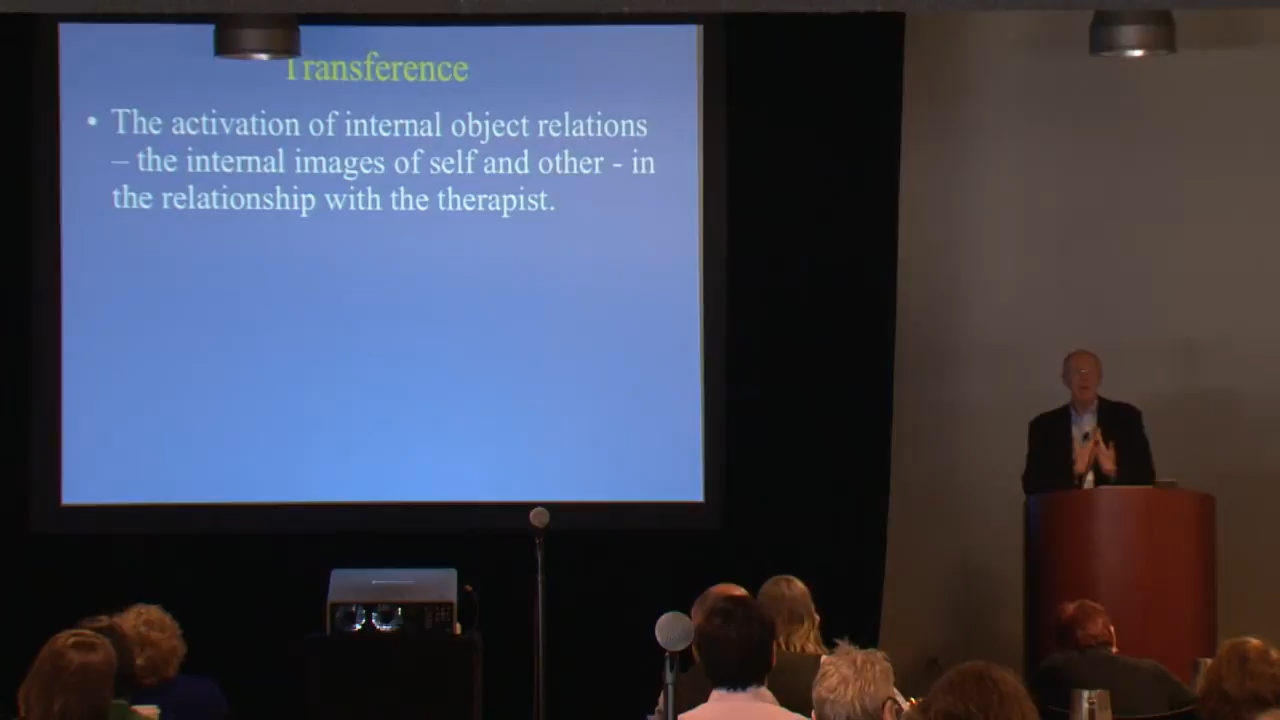 Transference
• The activation of internal object relations
– the internal images of self and other - in
the relationship with the therapist.